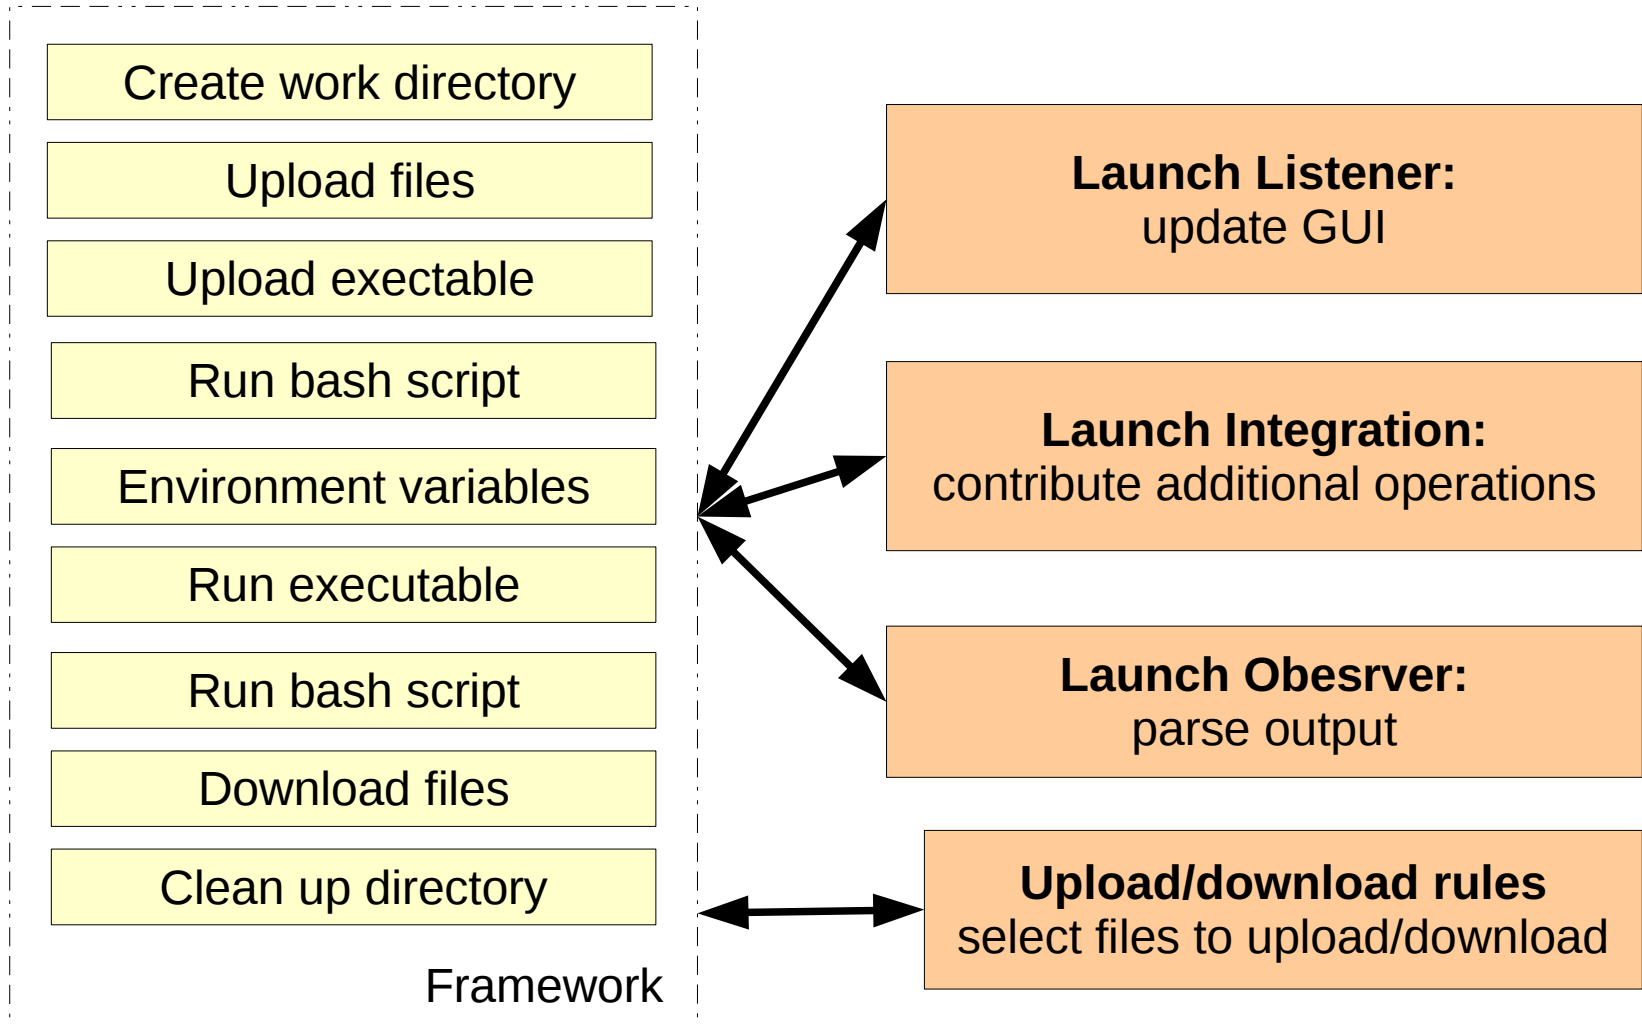 Create work directory
Upload files
Upload exectable
Run bash script
Environment variables
Run executable
Run bash script
Download files
Clean up directory
Framework
Launch Listener:
update GUI
Launch Integration:
contribute additional operations
Launch Obesrver:
parse output
Upload/download rules
select files to upload/download